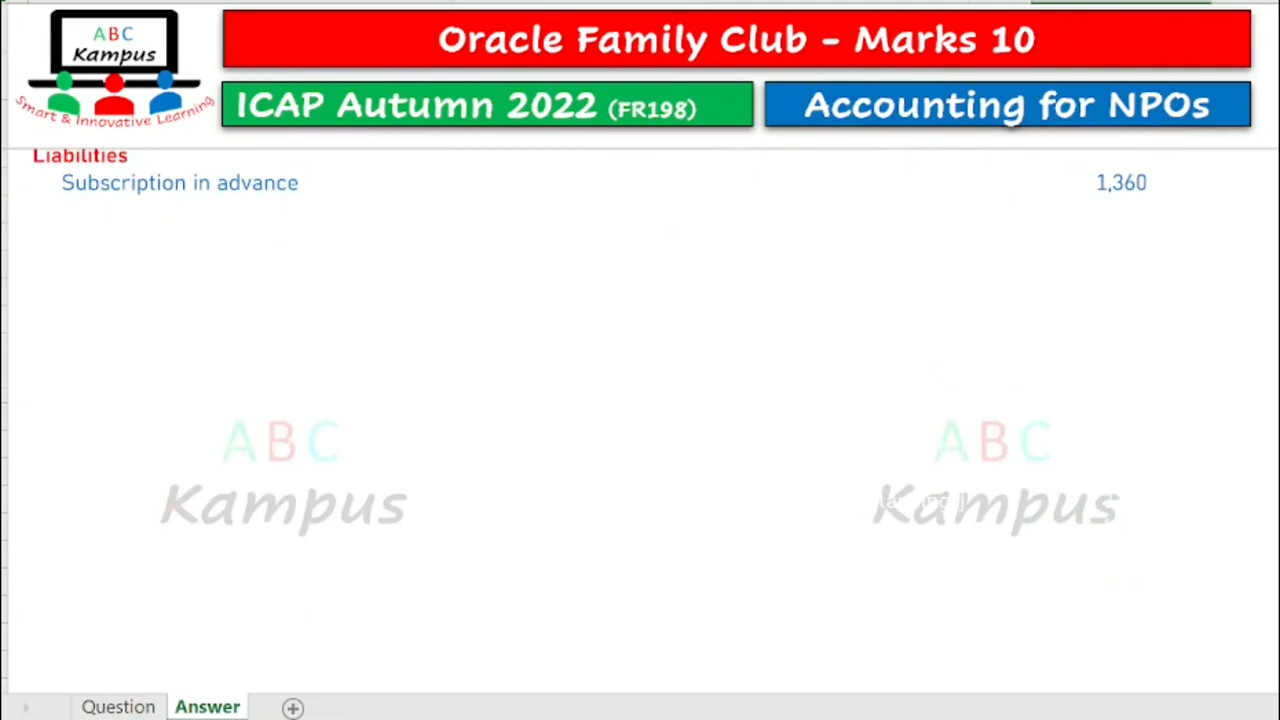 ABC
Kampus
Smart & Innovative Learning
Oracle Family Club - Marks 10
ICAP Autumn 2022 (FR198)
Accounting for NPOs
Liabilities
Subscription in advance 1,360
ABC
Kampus
ABC
Kampus
Question
Answer